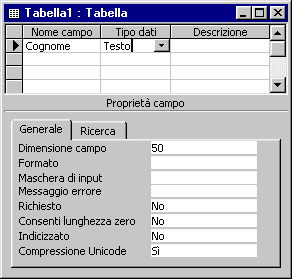 Tabella1 : Tabella
Nome campo Tipo dati Descrizione
Cognome Testo
Proprietà campo
Generale Ricerca
Dimensione campo 50
Formato
Maschera di input
Messaggio errore
Richiesto No
Consenti lunghezza zero No
Indicizzato No
Compressione Unicode Sì